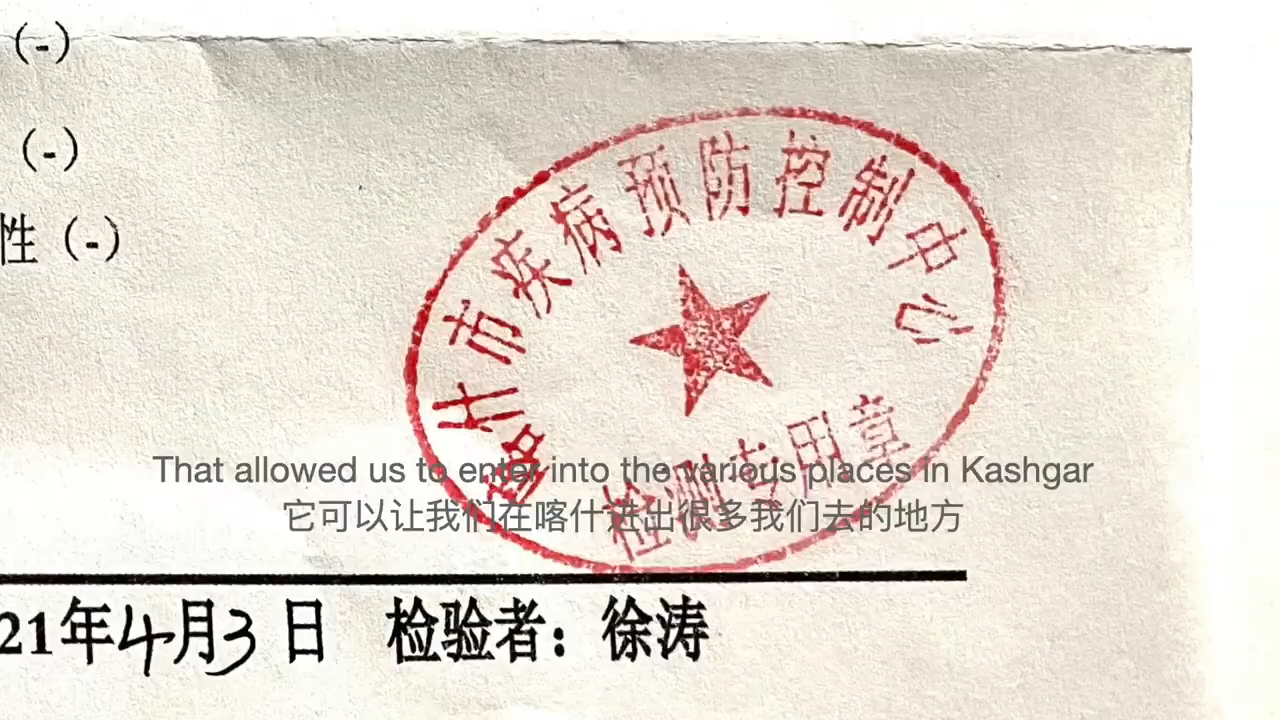 (-)
(-)
性 (-)
喀什市疾病预防控制中心
检测专用章
That allowed us to enter into the various places in Kashgar
它可以让我们在喀什进出很多我们去的地方
21年4月3日 检验者：徐涛